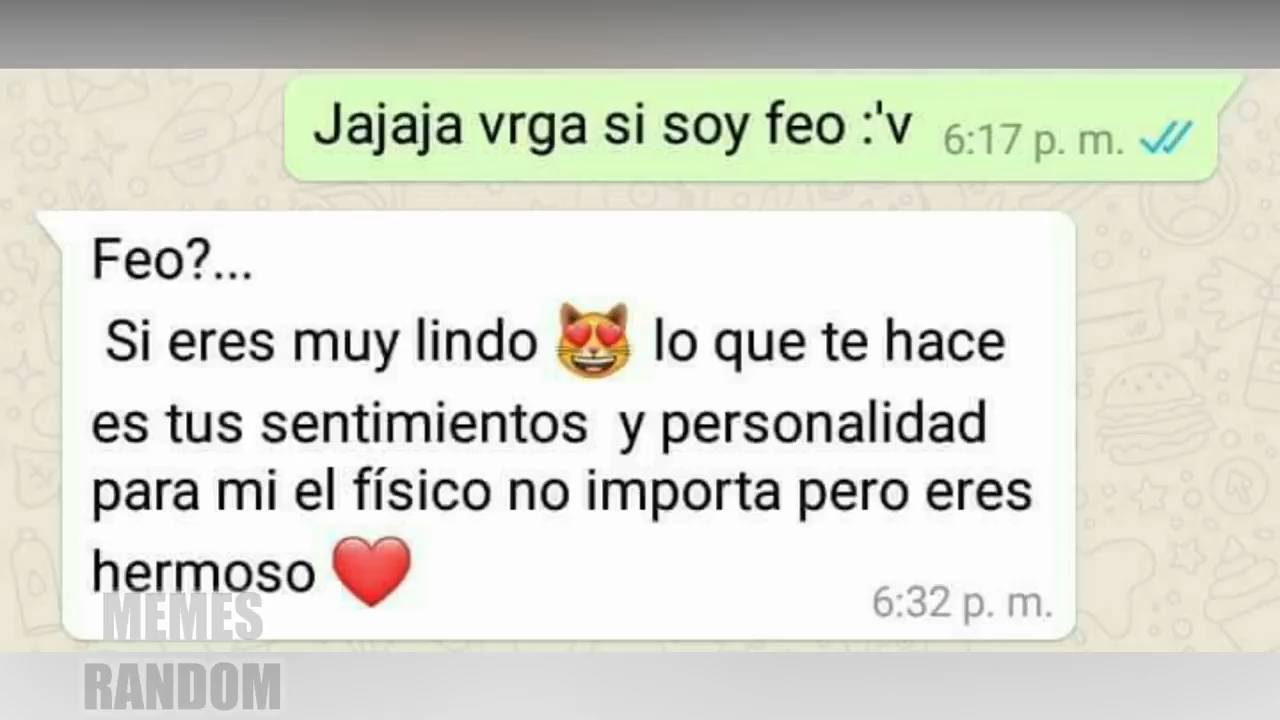 Jajaja vrga si soy feo :'v 6:17 p. m.
Feo?...
Si eres muy lindo 😻 lo que te hace
es tus sentimientos y personalidad
para mi el físico no importa pero eres
hermoso ❤️
6:32 p. m.
MEMES
RANDOM